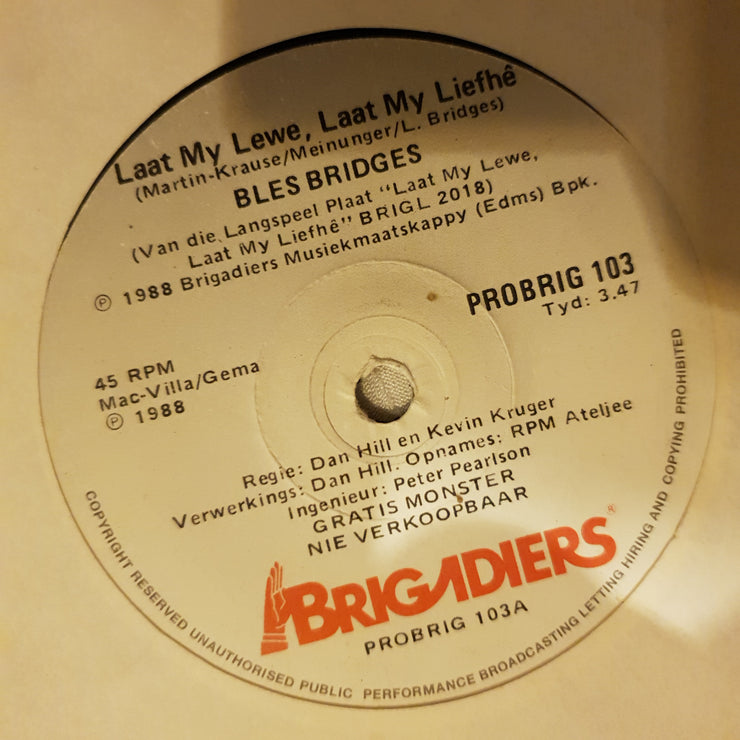 Laat My Lewe, Laat My Liefhê
(Martin-Krause/Meinunger/L. Bridges)
BLES BRIDGES
(Van die Langspeel Plaat "Laat My Lewe,
Laat My Liefhê" BRIGL 2018)
℗ 1988 Brigadiers Musiekmaatskappy (Edms) Bpk.
PROBRIG 103
Tyd: 3.47
45 RPM
Mac-Villa/Gema
℗ 1988
Regie: Dan Hill en Kevin Kruger
Verwerkings: Dan Hill. Opnames: RPM Ateljee
Ingenieur: Peter Pearlson
GRATIS MONSTER
NIE VERKOOPBAAR
BRIGADIERS®
PROBRIG 103A
COPYRIGHT RESERVED UNAUTHORISED PUBLIC PERFORMANCE BROADCASTING LETTING HIRING AND COPYING PROHIBITED